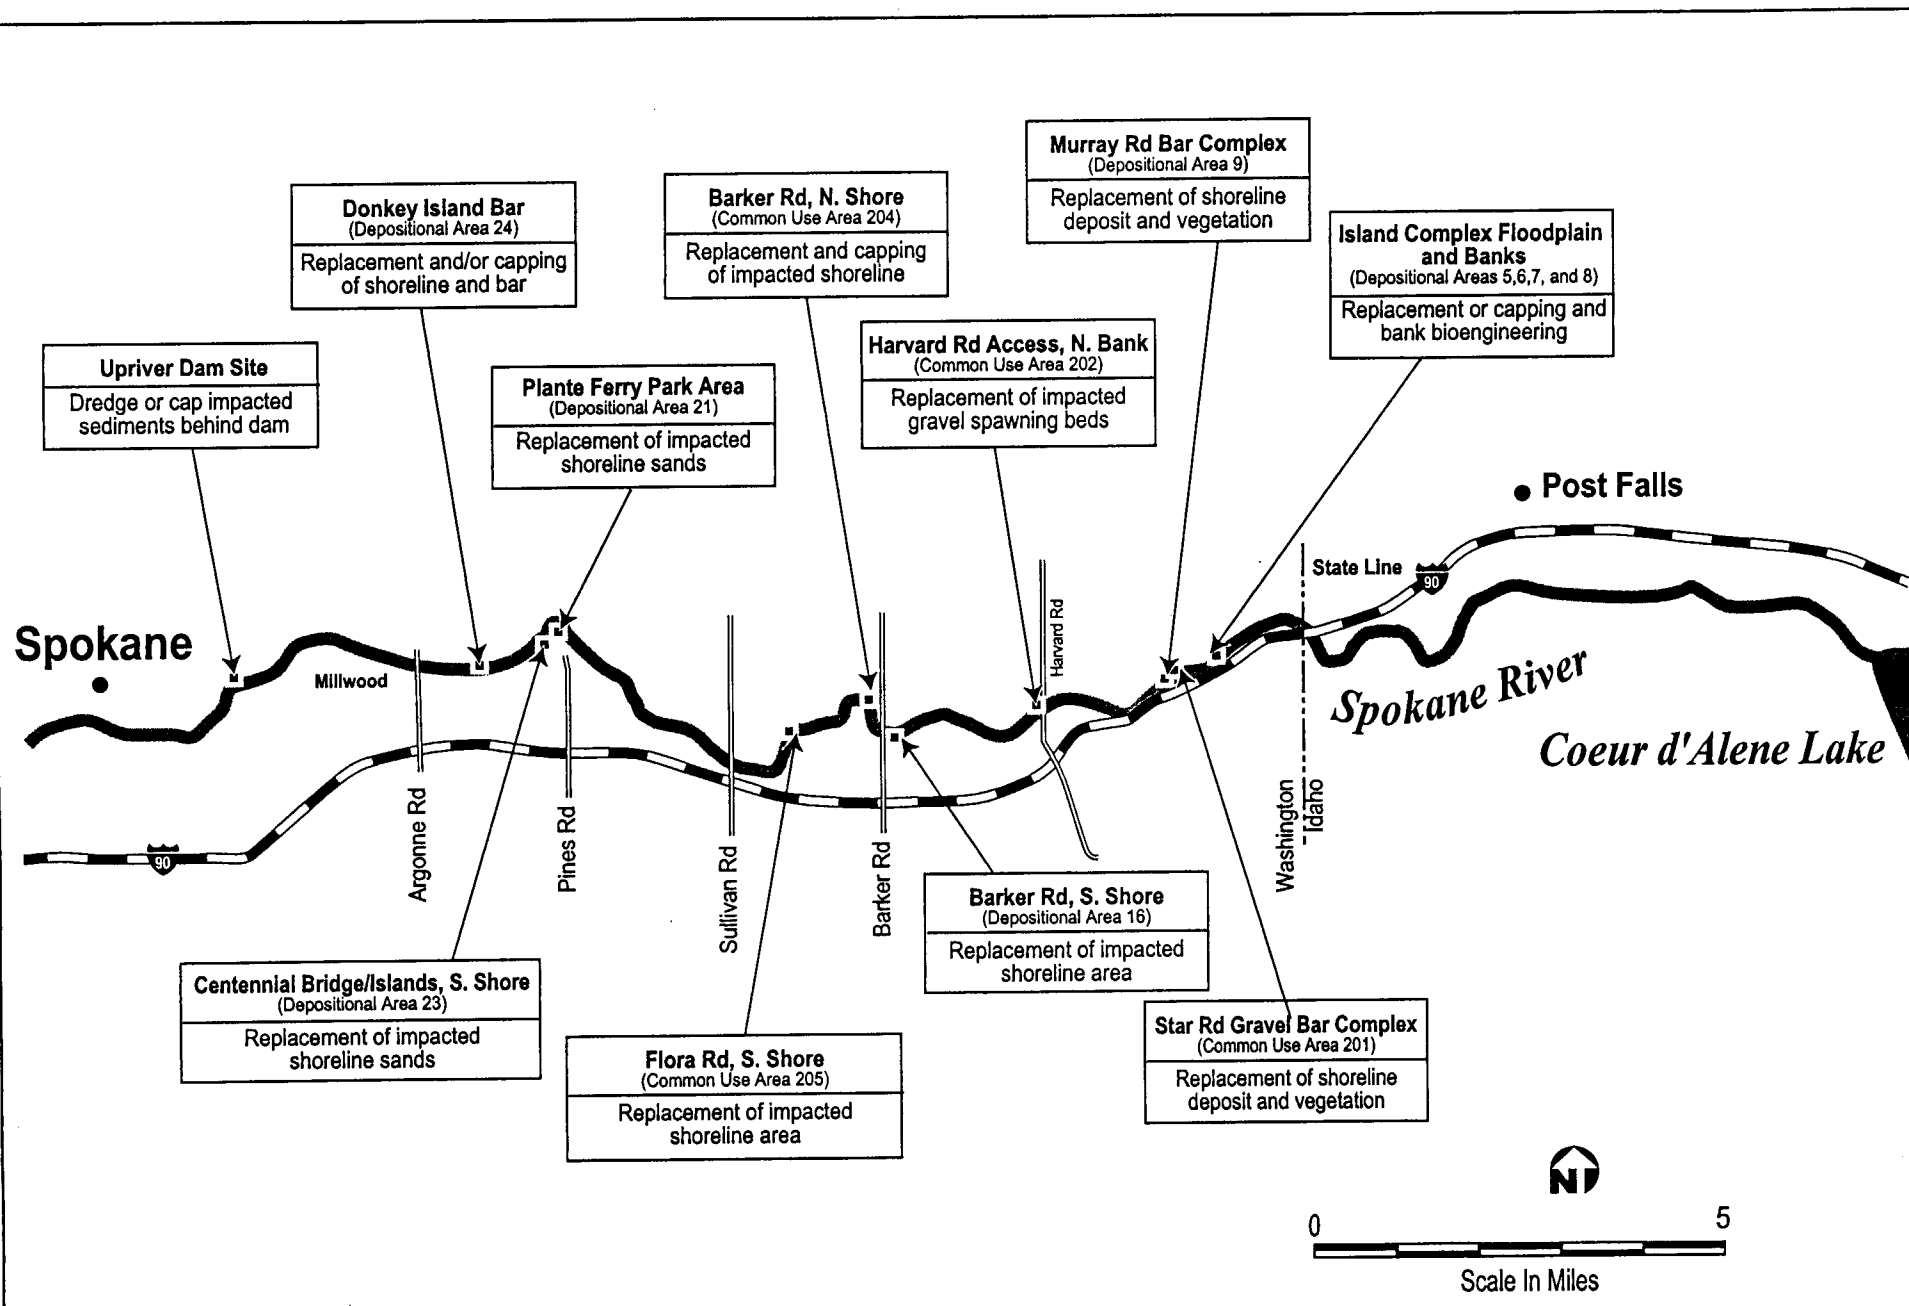 Murray Rd Bar Complex
(Depositional Area 9)
Replacement of shoreline
deposit and vegetation
Donkey Island Bar
(Depositional Area 24)
Replacement and/or capping
of shoreline and bar
Barker Rd, N. Shore
(Common Use Area 204)
Replacement and capping
of impacted shoreline
Island Complex Floodplain
and Banks
(Depositional Areas 5,6,7, and 8)
Replacement or capping and
bank bioengineering
Harvard Rd Access, N. Bank
(Common Use Area 202)
Replacement of impacted
gravel spawning beds
Upriver Dam Site
Dredge or cap impacted
sediments behind dam
Plante Ferry Park Area
(Depositional Area 21)
Replacement of impacted
shoreline sands
Post Falls
State Line
90
Spokane
Millwood
Harvard Rd
Spokane River
Coeur d'Alene Lake
90
Argonne Rd
Pines Rd
Sullivan Rd
Barker Rd
Washington
Idaho
Barker Rd, S. Shore
(Depositional Area 16)
Replacement of impacted
shoreline area
Centennial Bridge/Islands, S. Shore
(Depositional Area 23)
Replacement of impacted
shoreline sands
Flora Rd, S. Shore
(Common Use Area 205)
Replacement of impacted
shoreline area
Star Rd Gravel Bar Complex
(Common Use Area 201)
Replacement of shoreline
deposit and vegetation
N
0 5
Scale In Miles